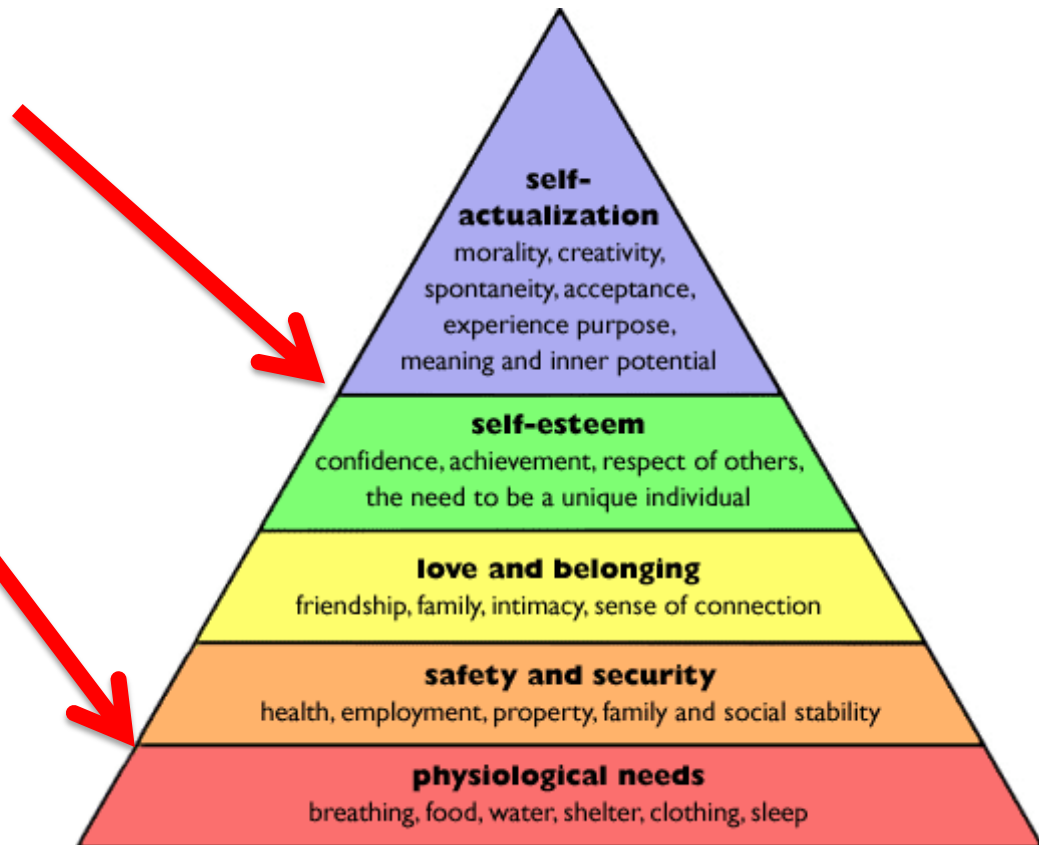 self-
actualization
morality, creativity,
spontaneity, acceptance,
experience purpose,
meaning and inner potential
self-esteem
confidence, achievement, respect of others,
the need to be a unique individual
love and belonging
friendship, family, intimacy, sense of connection
safety and security
health, employment, property, family and social stability
physiological needs
breathing, food, water, shelter, clothing, sleep